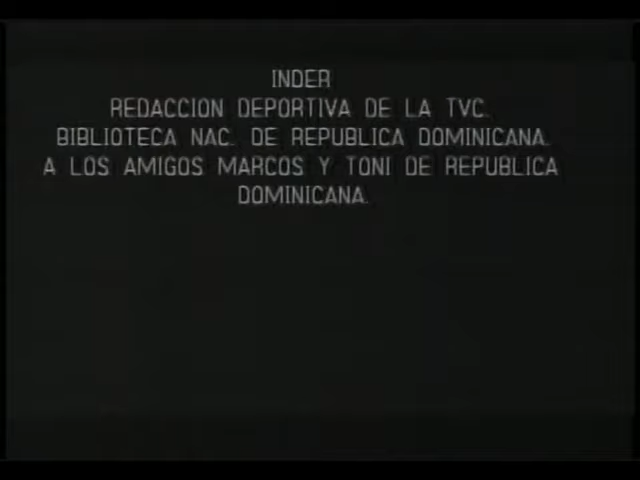 INDER
REDACCION DEPORTIVA DE LA TVC.
BIBLIOTECA NAC. DE REPUBLICA DOMINICANA.
A LOS AMIGOS MARCOS Y TONI DE REPUBLICA
DOMINICANA.